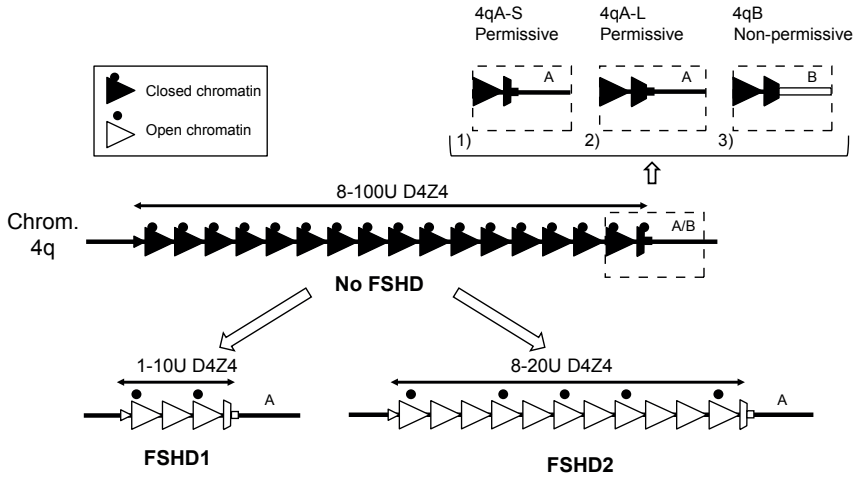 4qA-S
Permissive
4qA-L
Permissive
4qB
Non-permissive
A
A
B
1)
2)
3)
Closed chromatin
Open chromatin
8-100U D4Z4
Chrom.
4q
A/B
No FSHD
1-10U D4Z4
8-20U D4Z4
A
A
FSHD1
FSHD2